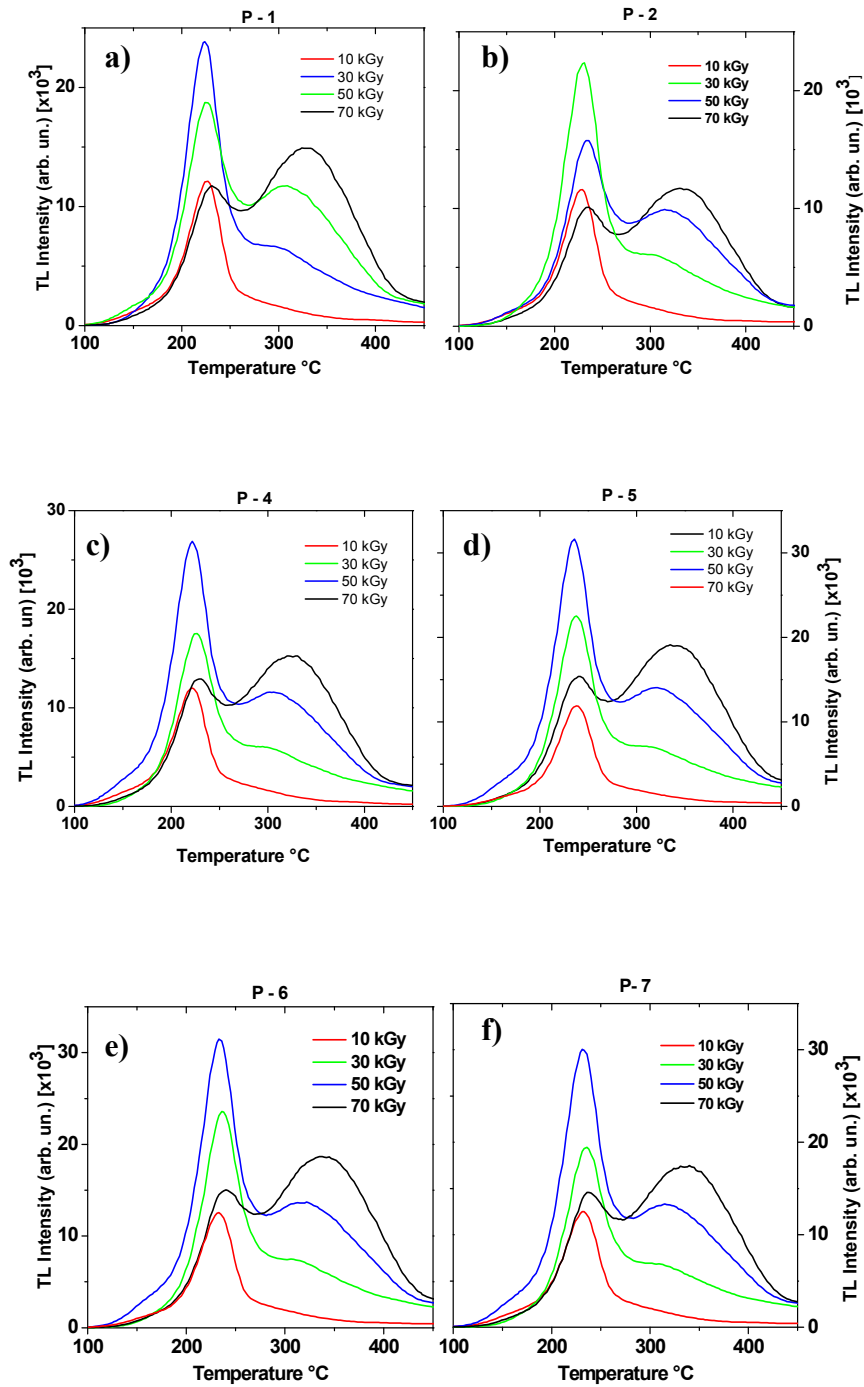 P - 1
a)
10 kGy
30 kGy
50 kGy
70 kGy
TL Intensity (arb. un.) [x10³]
0
10
20
100
200
300
400
Temperature °C
P - 2
b)
10 kGy
30 kGy
50 kGy
70 kGy
TL Intensity (arb. un.) [10³]
0
10
20
100
200
300
400
Temperature °C
P - 4
c)
10 kGy
30 kGy
50 kGy
70 kGy
TL Intensity (arb. un) [10³]
0
10
20
30
100
200
300
400
Temperature °C
P - 5
d)
10 kGy
30 kGy
50 kGy
70 kGy
TL Intensity (arb. un.) [x10³]
0
10
20
30
100
200
300
400
Temperature °C
P - 6
e)
10 kGy
30 kGy
50 kGy
70 kGy
TL Intensity (arb. un.) [x10³]
0
10
20
30
100
200
300
400
Temperature °C
P - 7
f)
10 kGy
30 kGy
50 kGy
70 kGy
TL Intensity (arb. un.) [x10³]
0
10
20
30
100
200
300
400
Temperature °C